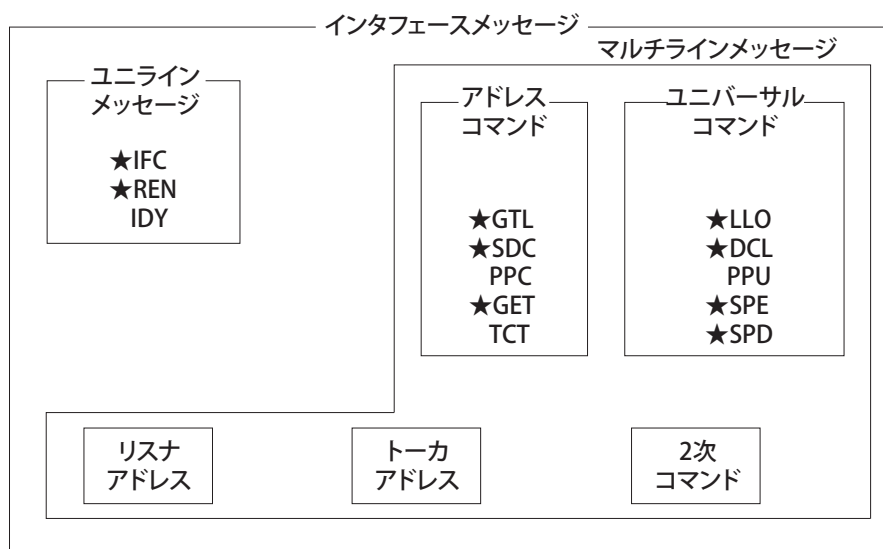 インタフェースメッセージ
マルチラインメッセージ
ユニライン
メッセージ
★IFC
★REN
IDY
アドレス
コマンド
★GTL
★SDC
PPC
★GET
TCT
ユニバーサル
コマンド
★LLO
★DCL
PPU
★SPE
★SPD
リスナ
アドレス
トーカ
アドレス
2次
コマンド